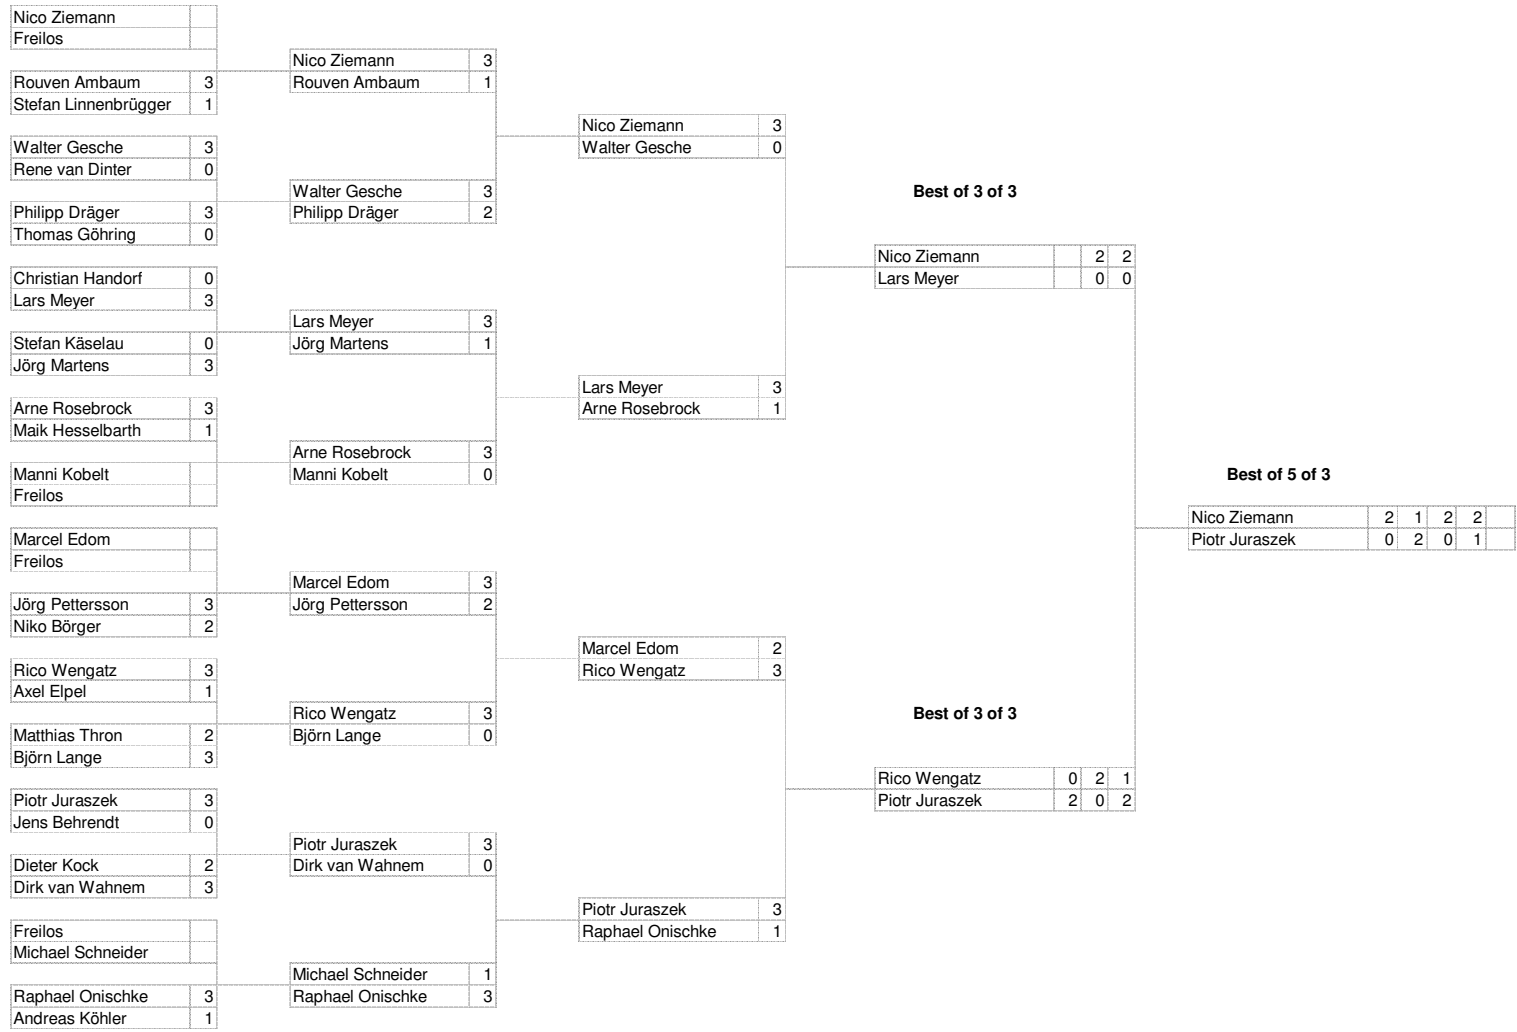 Nico Ziemann
Freilos
Rouven Ambaum 3
Stefan Linnenbrügger 1
Walter Gesche 3
Rene van Dinter 0
Philipp Dräger 3
Thomas Göhring 0
Christian Handorf 0
Lars Meyer 3
Stefan Käselau 0
Jörg Martens 3
Arne Rosebrock 3
Maik Hesselbarth 1
Manni Kobelt
Freilos
Marcel Edom
Freilos
Jörg Pettersson 3
Niko Börger 2
Rico Wengatz 3
Axel Elpel 1
Matthias Thron 2
Björn Lange 3
Piotr Juraszek 3
Jens Behrendt 0
Dieter Kock 2
Dirk van Wahnem 3
Freilos
Michael Schneider
Raphael Onischke 3
Andreas Köhler 1
Nico Ziemann 3
Rouven Ambaum 1
Walter Gesche 3
Philipp Dräger 2
Lars Meyer 3
Jörg Martens 1
Arne Rosebrock 3
Manni Kobelt 0
Marcel Edom 3
Jörg Pettersson 2
Rico Wengatz 3
Björn Lange 0
Piotr Juraszek 3
Dirk van Wahnem 0
Michael Schneider 1
Raphael Onischke 3
Nico Ziemann 3
Walter Gesche 0
Lars Meyer 3
Arne Rosebrock 1
Marcel Edom 2
Rico Wengatz 3
Piotr Juraszek 3
Raphael Onischke 1
Best of 3 of 3
Nico Ziemann 2 2
Lars Meyer 0 0
Best of 3 of 3
Rico Wengatz 0 2 1
Piotr Juraszek 2 0 2
Best of 5 of 3
Nico Ziemann 2 1 2 2
Piotr Juraszek 0 2 0 1